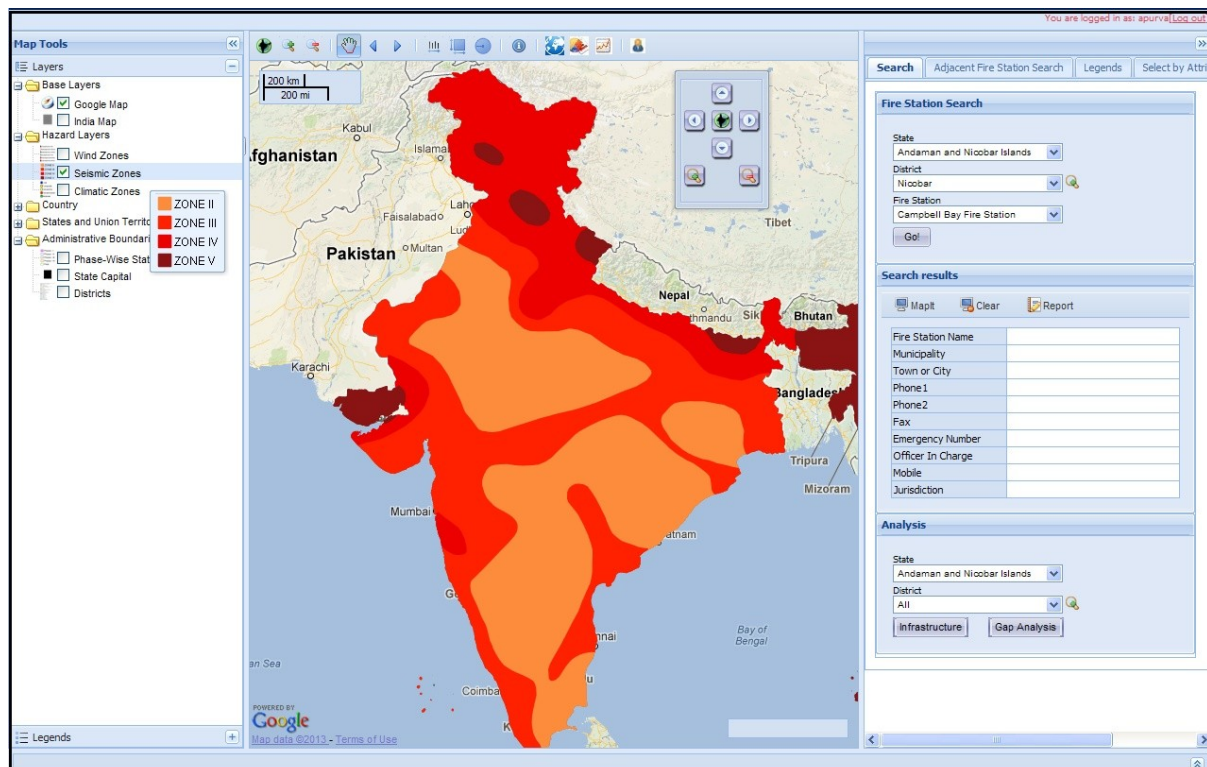 You are logged in as: apurva[Log out
Map Tools
Layers
Base Layers
Google Map
India Map
Hazard Layers
Wind Zones
Seismic Zones
Climatic Zones
Country
States and Union Territo
Administrative Boundari
Phase-Wise Stat
State Capital
Districts
ZONE II
ZONE III
ZONE IV
ZONE V
Legends
200 km
200 mi
Kabul
Islamal
Afghanistan
Laho
Faisalabad
Ludl
Multan
Pakistan
Tibet
Nepal
thmandu
Sik
Bhutan
Karachi
Bangladesh
Tripura
Mizoram
Mumbai
atnam
Go
nnai
Bay of
Bengal
an Sea
Coimba
u
K
POWERED BY
Google
Map data ©2013 - Terms of Use
Search
Adjacent Fire Station Search
Legends
Select by Attri
Fire Station Search
State
Andaman and Nicobar Islands
District
Nicobar
Fire Station
Campbell Bay Fire Station
Go!
Search results
MapIt
Clear
Report
Fire Station Name
Municipality
Town or City
Phone1
Phone2
Fax
Emergency Number
Officer In Charge
Mobile
Jurisdiction
Analysis
State
Andaman and Nicobar Islands
District
All
Infrastructure
Gap Analysis